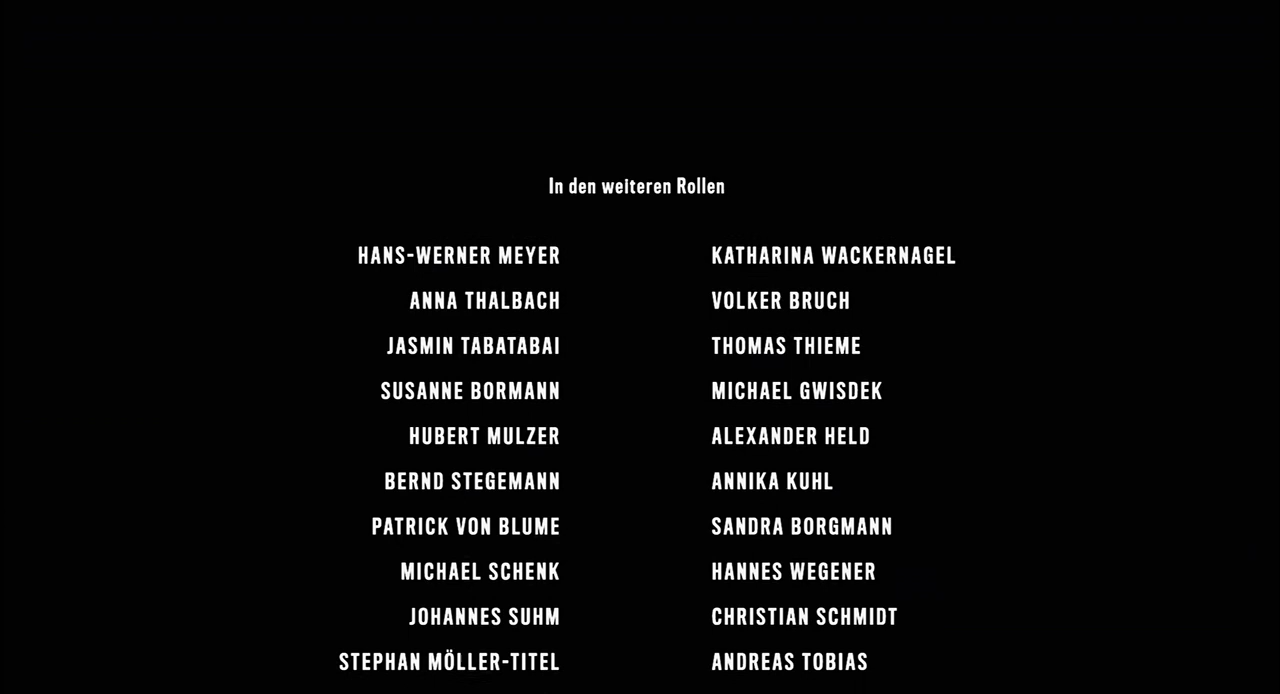 In den weiteren Rollen
HANS-WERNER MEYER KATHARINA WACKERNAGEL
ANNA THALBACH VOLKER BRUCH
JASMIN TABATABAI THOMAS THIEME
SUSANNE BORMANN MICHAEL GWISDEK
HUBERT MULZER ALEXANDER HELD
BERND STEGEMANN ANNIKA KUHL
PATRICK VON BLUME SANDRA BORGMANN
MICHAEL SCHENK HANNES WEGENER
JOHANNES SUHM CHRISTIAN SCHMIDT
STEPHAN MÖLLER-TITEL ANDREAS TOBIAS